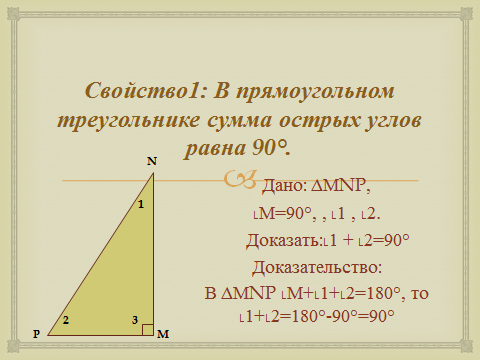 Свойство1: В прямоугольном
треугольнике сумма острых углов
равна 90°.
N
1
2
3
P
M
Дано: ∆MNP,
∟M=90°, , ∟1 , ∟2.
Доказать:∟1 + ∟2=90°
Доказательство:
В ∆MNP ∟M+∟1+∟2=180°, то
∟1+∟2=180°-90°=90°